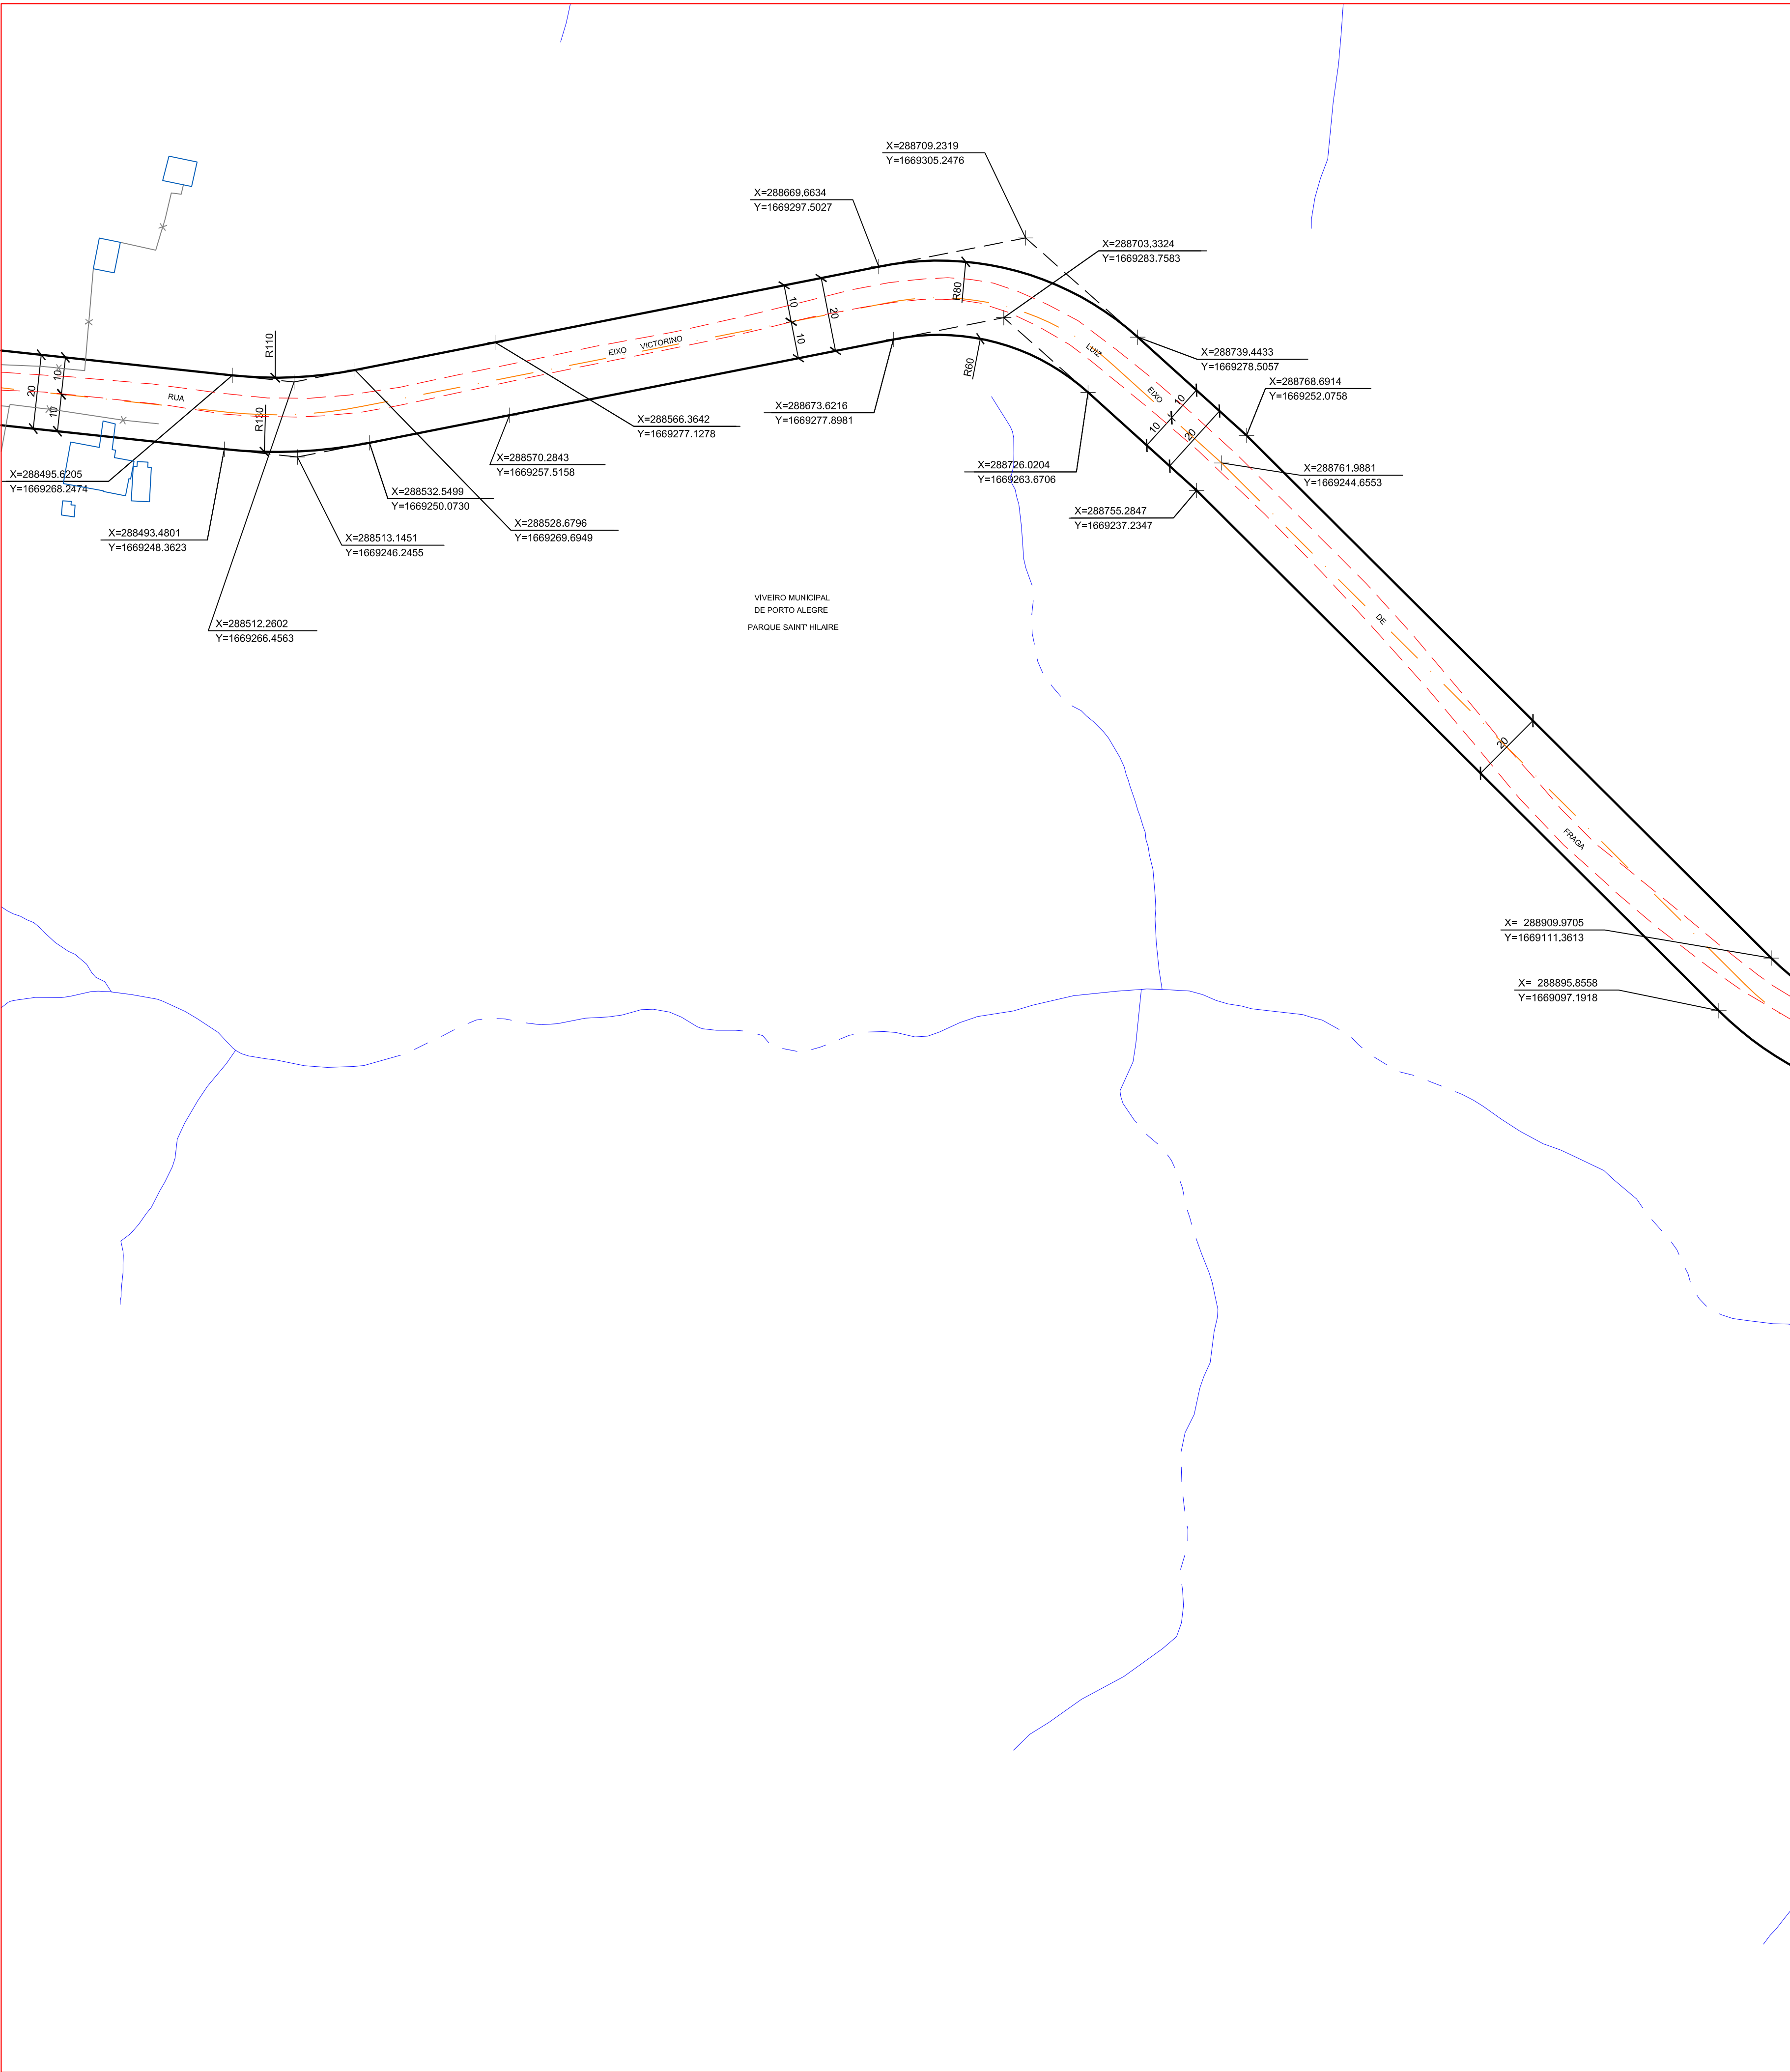 X=288709.2319
Y=1669305.2476
X=288669.6634
Y=1669297.5027
X=288703.3324
Y=1669283.7583
R80
10
20
10
R110
EIXO VICTORINO
LUIZ
X=288739.4433
Y=1669278.5057
R60
X=288768.6914
Y=1669252.0758
20
10
10
RUA
R130
EIXO
10
10
20
X=288673.6216
Y=1669277.8981
X=288566.3642
Y=1669277.1278
X=288570.2843
Y=1669257.5158
X=288726.0204
Y=1669263.6706
X=288761.9881
Y=1669244.6553
X=288495.6205
Y=1669268.2474
X=288532.5499
Y=1669250.0730
X=288755.2847
Y=1669237.2347
X=288528.6796
Y=1669269.6949
X=288493.4801
Y=1669248.3623
X=288513.1451
Y=1669246.2455
VIVEIRO MUNICIPAL
DE PORTO ALEGRE
PARQUE SAINT' HILAIRE
X=288512.2602
Y=1669266.4563
DE
20
FRAGA
X= 288909.9705
Y=1669111.3613
X= 288895.8558
Y=1669097.1918